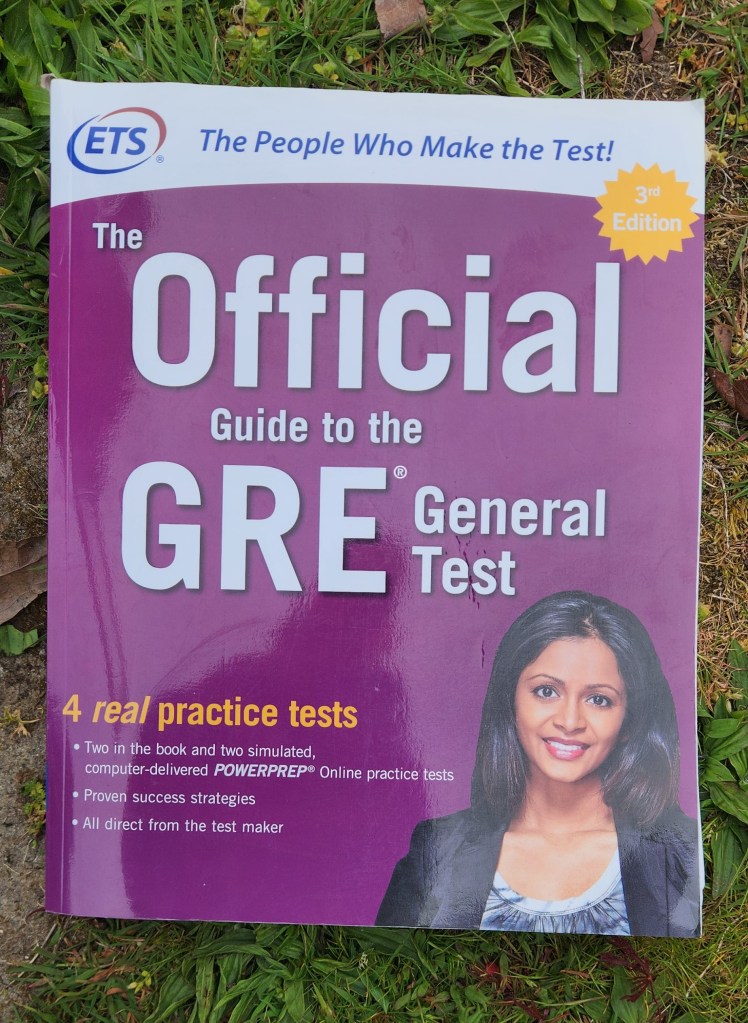 ETS®
The People Who Make the Test!
3rd
Edition
The
Official
Guide to the
GRE® General
Test
4 real practice tests
• Two in the book and two simulated,
computer-delivered POWERPREP® Online practice tests
• Proven success strategies
• All direct from the test maker